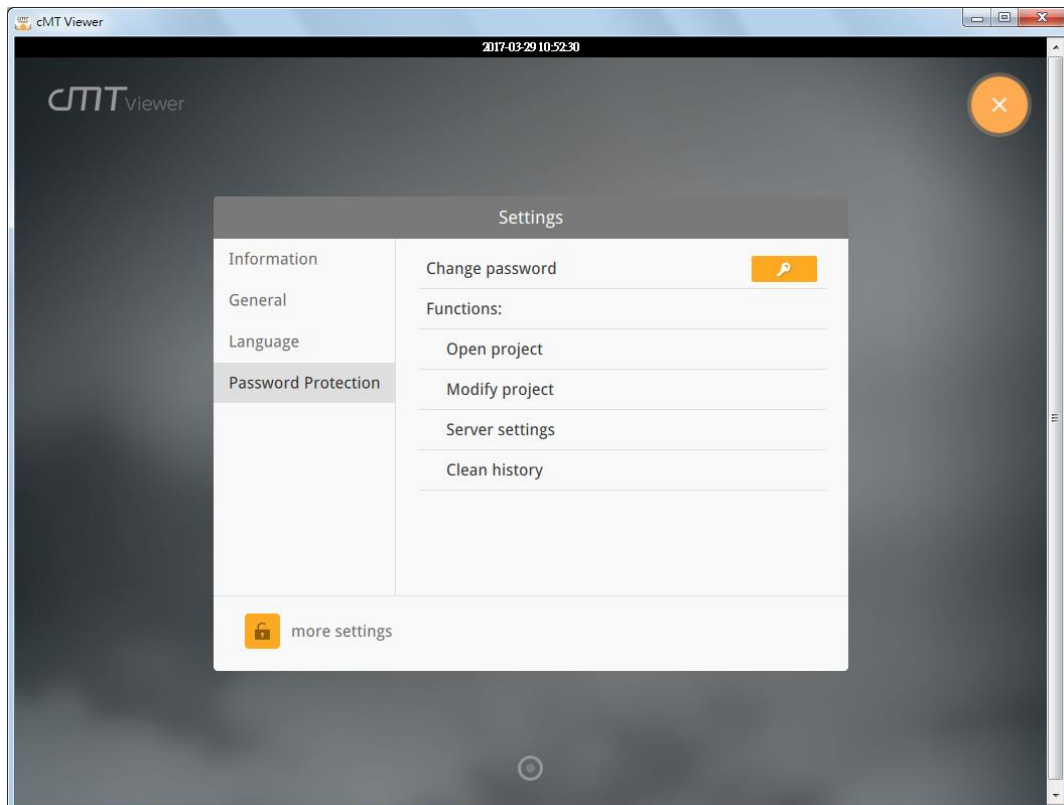 cMT Viewer
2017-03-29 10:52:30
cMT Viewer
Settings
Information
General
Language
Password Protection
Change password
Functions:
Open project
Modify project
Server settings
Clean history
more settings